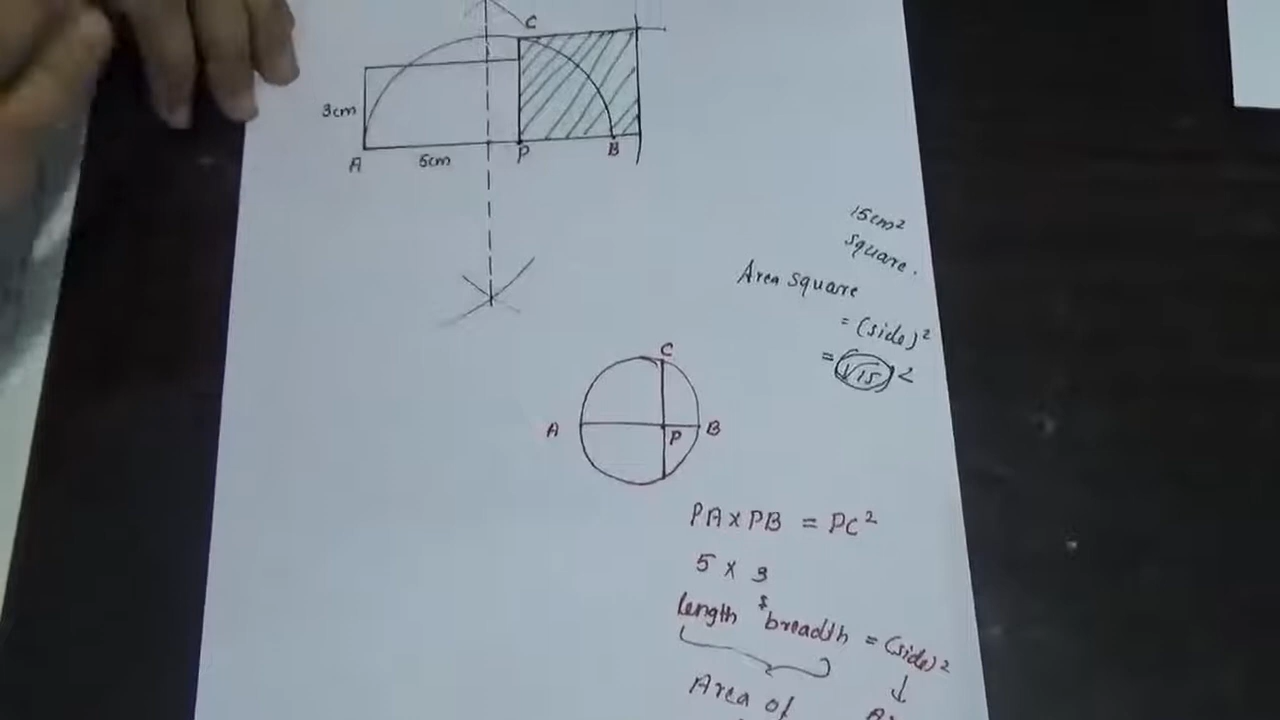 C
3cm
A
5cm
P
B
15cm²
square.
Area square
= (side)²
= (√15)²
C
A
P
B
PA x PB = PC²
5 x 3
length × breadth = (side)²
Area of